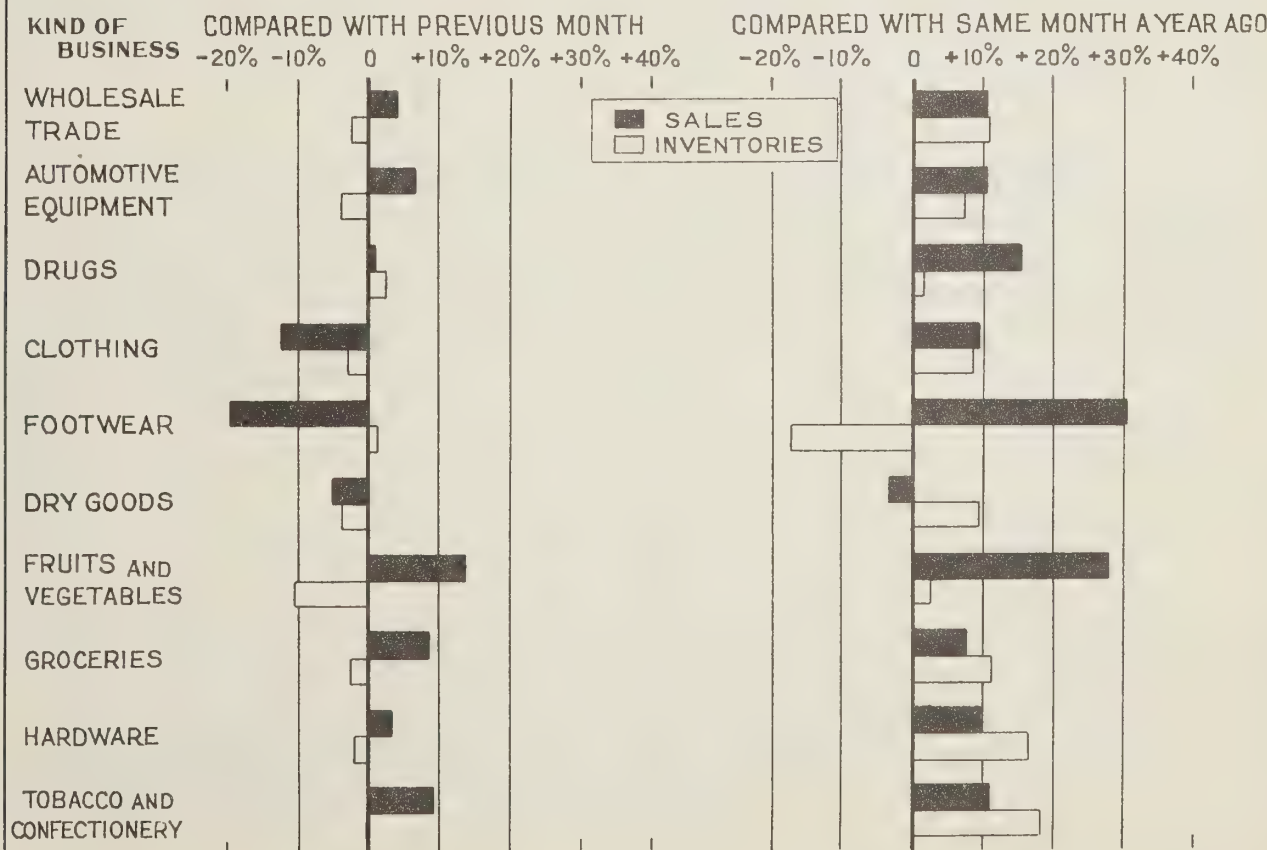 KIND OF
BUSINESS
COMPARED WITH PREVIOUS MONTH
-20% -10% 0 +10% +20% +30% +40%
COMPARED WITH SAME MONTH A YEAR AGO
-20% -10% 0 +10% +20% +30% +40%
SALES
INVENTORIES
WHOLESALE
TRADE
AUTOMOTIVE
EQUIPMENT
DRUGS
CLOTHING
FOOTWEAR
DRY GOODS
FRUITS AND
VEGETABLES
GROCERIES
HARDWARE
TOBACCO AND
CONFECTIONERY